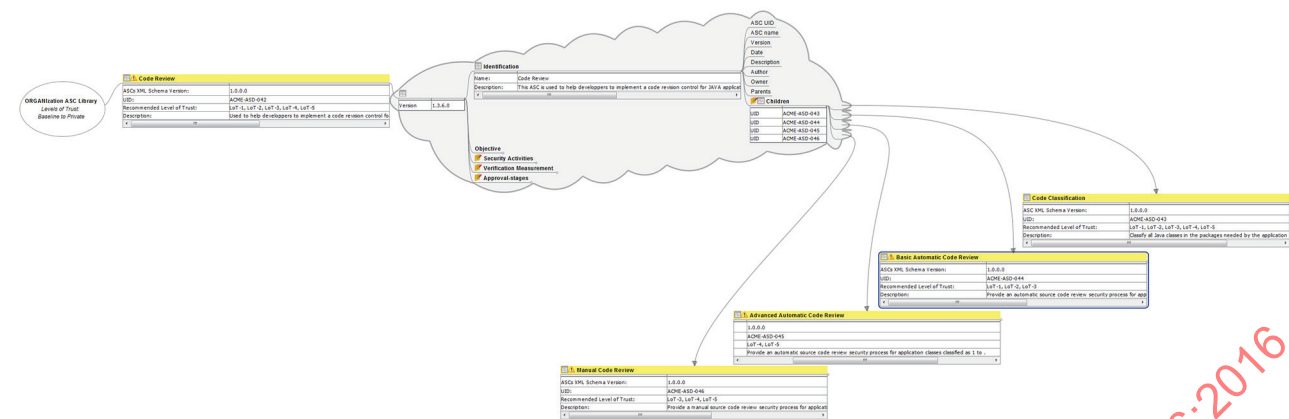 ORGANIzation ASC Library
Levels of Trust
Baseline to Private
Code Review
ASCs XML Schema Version: 1.0.0.0
UID: ACME-ASD-042
Recommended Level of Trust: LoT-1, LoT-2, LoT-3, LoT-4, LoT-5
Description: Used to help developpers to implement a code revision control fo
Version 1.3.6.0
Identification
Name: Code Review
Description: This ASC is used to help developpers to implement a code revision control for JAVA applicat
Objective
Security Activities
Verification Measurement
Approval-stages
ASC UID
ASC name
Version
Date
Description
Author
Owner
Parents
Children
UID ACME-ASD-043
UID ACME-ASD-044
UID ACME-ASD-045
UID ACME-ASD-046
Code Classification
ASC XML Schema Version: 1.0.0.0
UID: ACME-ASD-043
Recommended Level of Trust: LoT-1, LoT-2, LoT-3, LoT-4, LoT-5
Description: Classify all Java classes in the packages needed by the application
Basic Automatic Code Review
ASCs XML Schema Version: 1.0.0.0
UID: ACME-ASD-044
Recommended Level of Trust: LoT-1, LoT-2, LoT-3
Description: Provide an automatic source code review security process for app
Advanced Automatic Code Review
1.0.0.0
ACME-ASD-045
LoT-4, LoT-5
Provide an automatic source code review security process for application classes classified as 1 to .
Manual Code Review
ASCs XML Schema Version: 1.0.0.0
UID: ACME-ASD-046
Recommended Level of Trust: LoT-3, LoT-4, LoT-5
Description: Provide a manual source code review security process for applicati
:2016